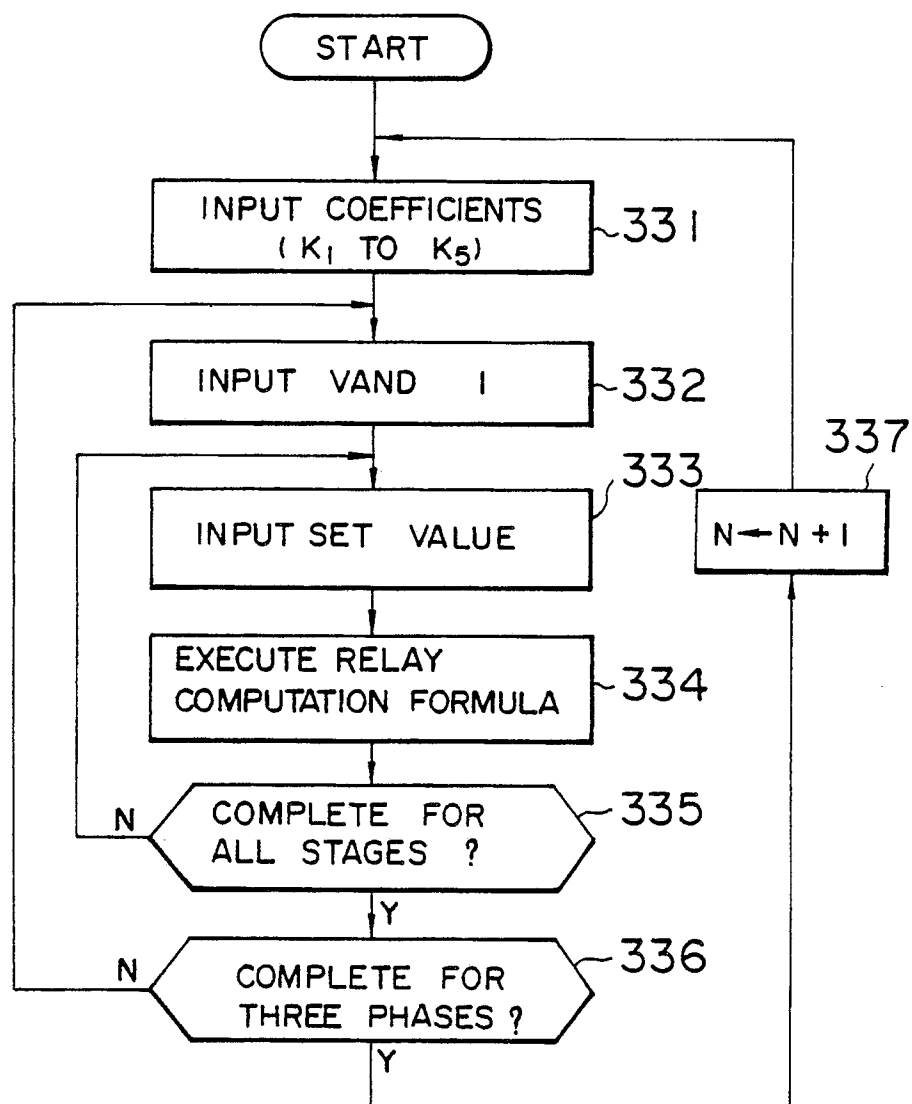 START
INPUT COEFFICIENTS
( K1 TO K5 )
331
INPUT VAND I
332
333
INPUT SET VALUE
337
N ← N + 1
EXECUTE RELAY
COMPUTATION FORMULA
334
N
COMPLETE FOR
ALL STAGES ?
335
Y
N
COMPLETE FOR
THREE PHASES ?
336
Y